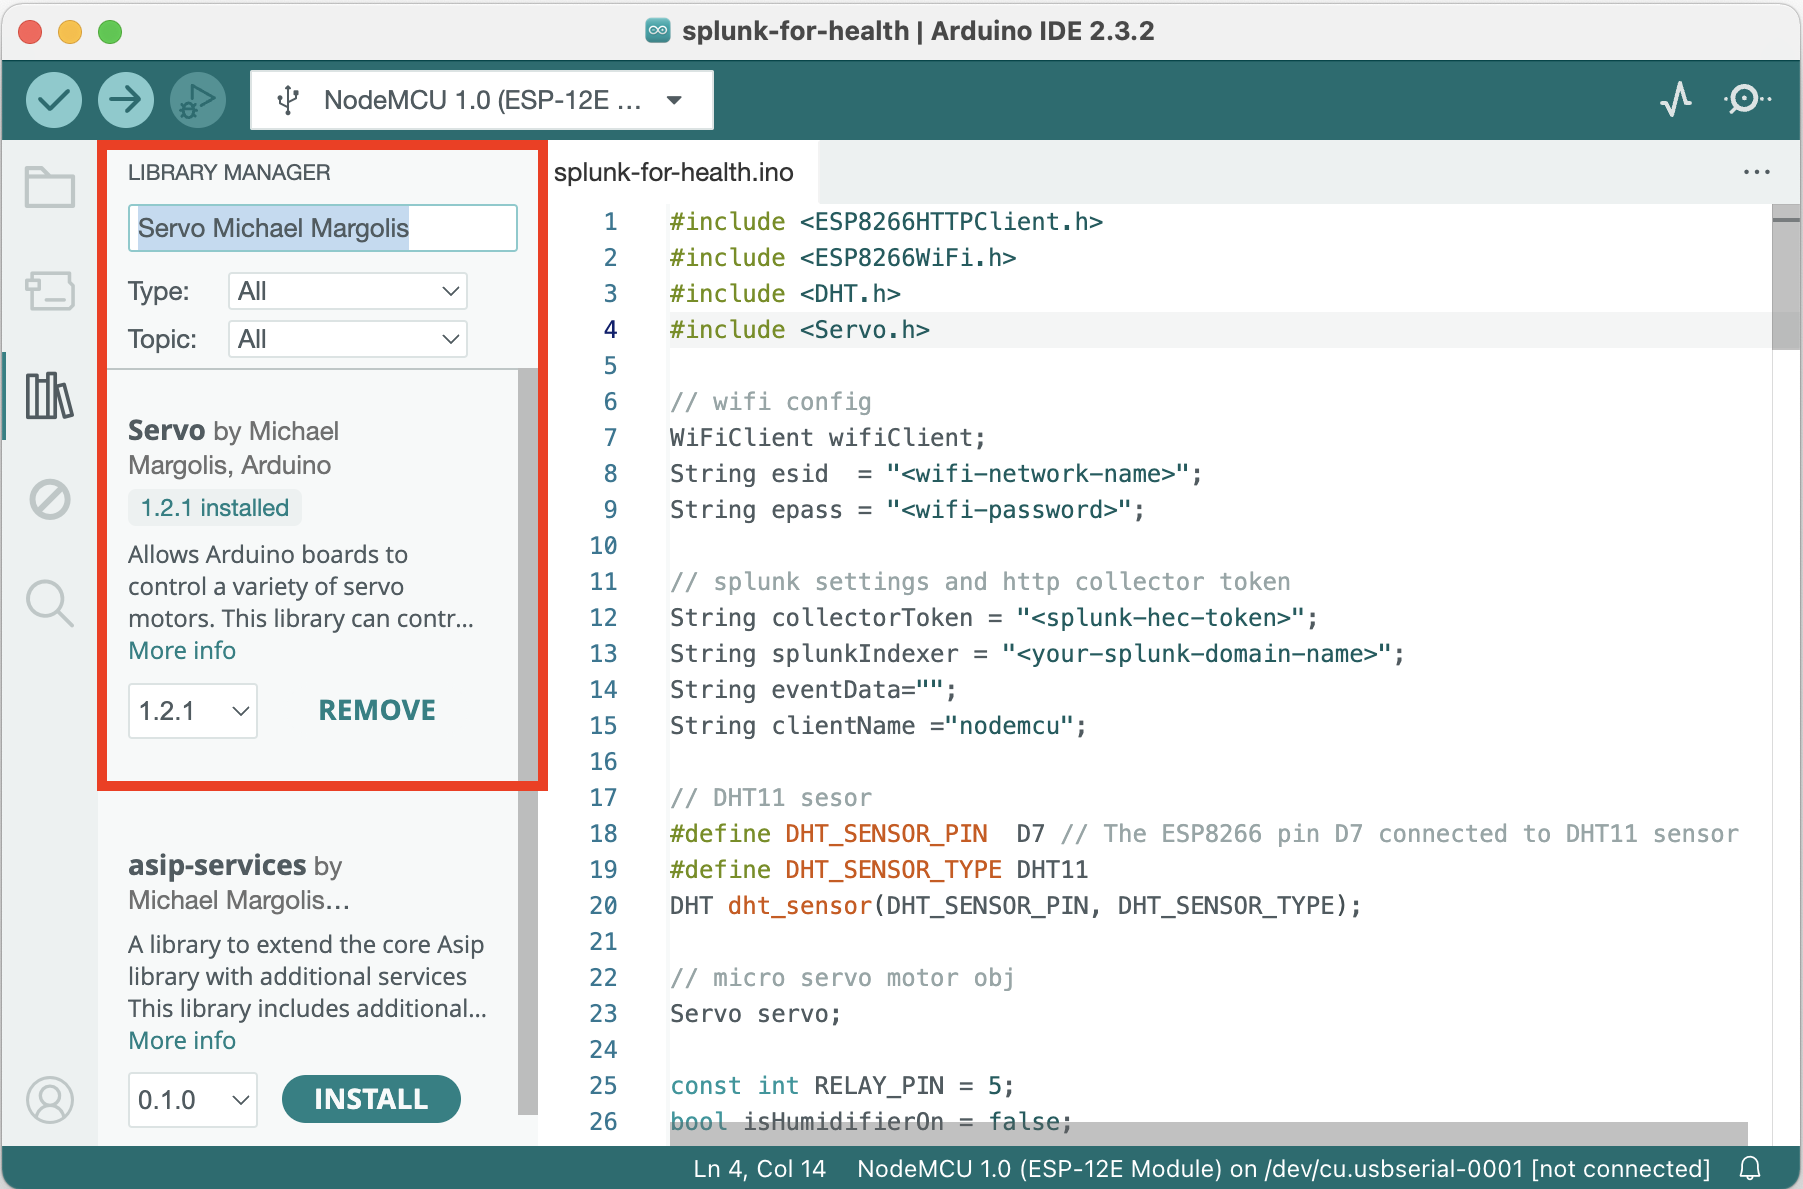 splunk-for-health | Arduino IDE 2.3.2
NodeMCU 1.0 (ESP-12E ...
LIBRARY MANAGER
Servo Michael Margolis
Type: All
Topic: All
Servo by Michael
Margolis, Arduino
1.2.1 installed
Allows Arduino boards to
control a variety of servo
motors. This library can contr...
More info
1.2.1 REMOVE
asip-services by
Michael Margolis...
A library to extend the core Asip
library with additional services
This library includes additional...
More info
0.1.0 INSTALL
splunk-for-health.ino
1 #include <ESP8266HTTPClient.h>
2 #include <ESP8266WiFi.h>
3 #include <DHT.h>
4 #include <Servo.h>
5
6 // wifi config
7 WiFiClient wifiClient;
8 String esid  = "<wifi-network-name>";
9 String epass = "<wifi-password>";
10
11 // splunk settings and http collector token
12 String collectorToken = "<splunk-hec-token>";
13 String splunkIndexer = "<your-splunk-domain-name>";
14 String eventData="";
15 String clientName ="nodemcu";
16
17 // DHT11 sesor
18 #define DHT_SENSOR_PIN  D7 // The ESP8266 pin D7 connected to DHT11 sensor
19 #define DHT_SENSOR_TYPE DHT11
20 DHT dht_sensor(DHT_SENSOR_PIN, DHT_SENSOR_TYPE);
21
22 // micro servo motor obj
23 Servo servo;
24
25 const int RELAY_PIN = 5;
26 bool isHumidifierOn = false;
Ln 4, Col 14 NodeMCU 1.0 (ESP-12E Module) on /dev/cu.usbserial-0001 [not connected]